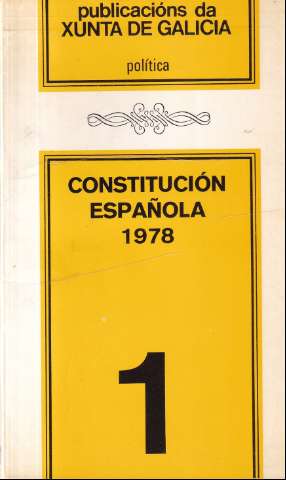 publicacións da
XUNTA DE GALICIA
política
CONSTITUCIÓN
ESPAÑOLA
1978
1